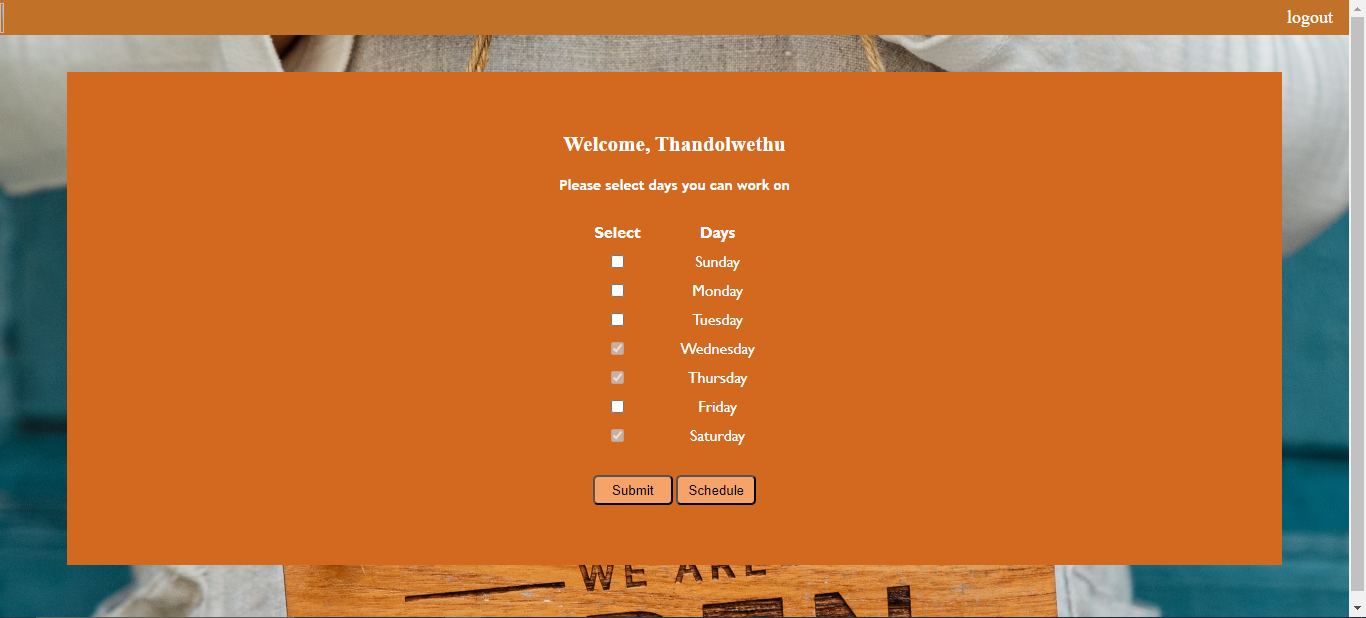 logout
Welcome, Thandolwethu
Please select days you can work on
Select Days
Sunday
Monday
Tuesday
Wednesday
Thursday
Friday
Saturday
Submit Schedule
WE ARE